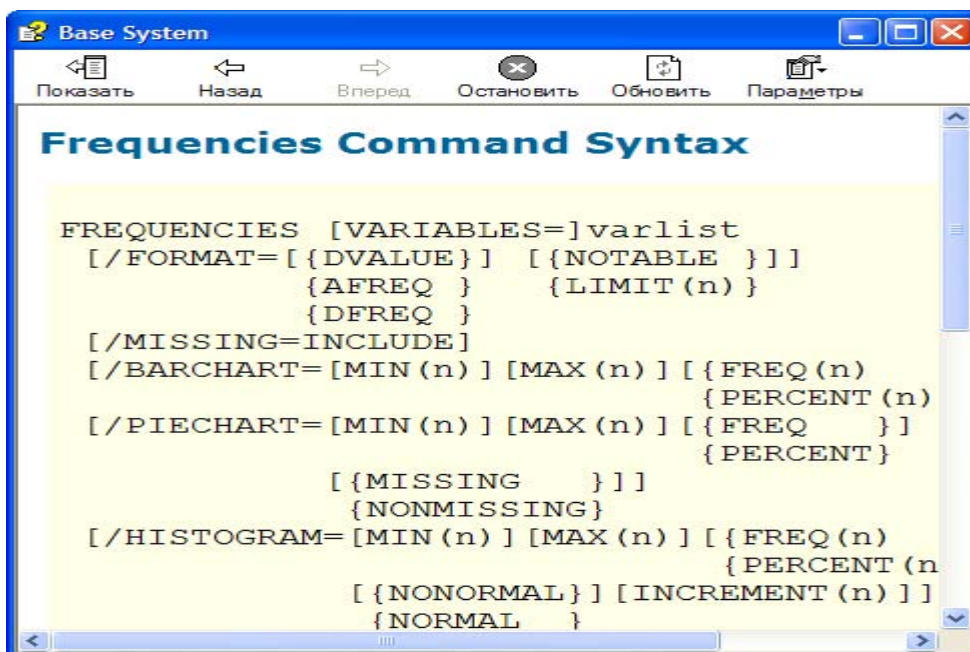 Base System
Показать Назад Вперед Остановить Обновить Параметры
Frequencies Command Syntax
FREQUENCIES [VARIABLES=]varlist
[/FORMAT=[{DVALUE}] [{NOTABLE }]]
{AFREQ } {LIMIT(n)}
{DFREQ }
[/MISSING=INCLUDE]
[/BARCHART=[MIN(n)][MAX(n)][{FREQ(n)
{PERCENT(n)
[/PIECHART=[MIN(n)][MAX(n)][{FREQ }]
{PERCENT}
[{MISSING }]]
{NONMISSING}
[/HISTOGRAM=[MIN(n)][MAX(n)][{FREQ(n)
{PERCENT(n
[{NONORMAL}][INCREMENT(n)]]
{NORMAL }